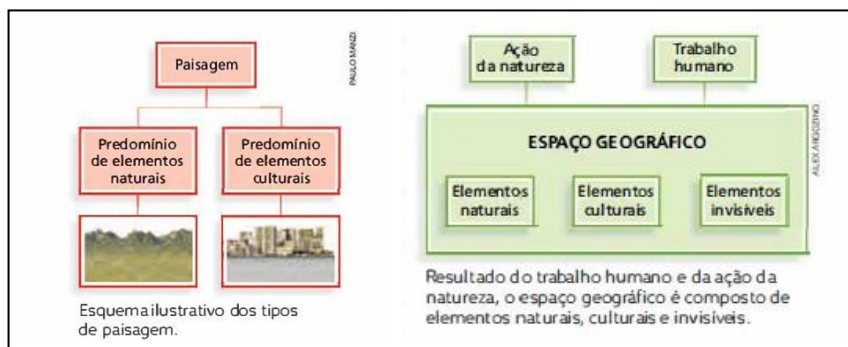 Paisagem
PAULO MANZI
Predomínio
de elementos
naturais
Predomínio
de elementos
culturais
Esquema ilustrativo dos tipos
de paisagem.
Ação
da natureza
Trabalho
humano
ESPAÇO GEOGRÁFICO
Elementos
naturais
Elementos
culturais
Elementos
invisíveis
ALEX ARGOZINO
Resultado do trabalho humano e da ação da
natureza, o espaço geográfico é composto de
elementos naturais, culturais e invisíveis.